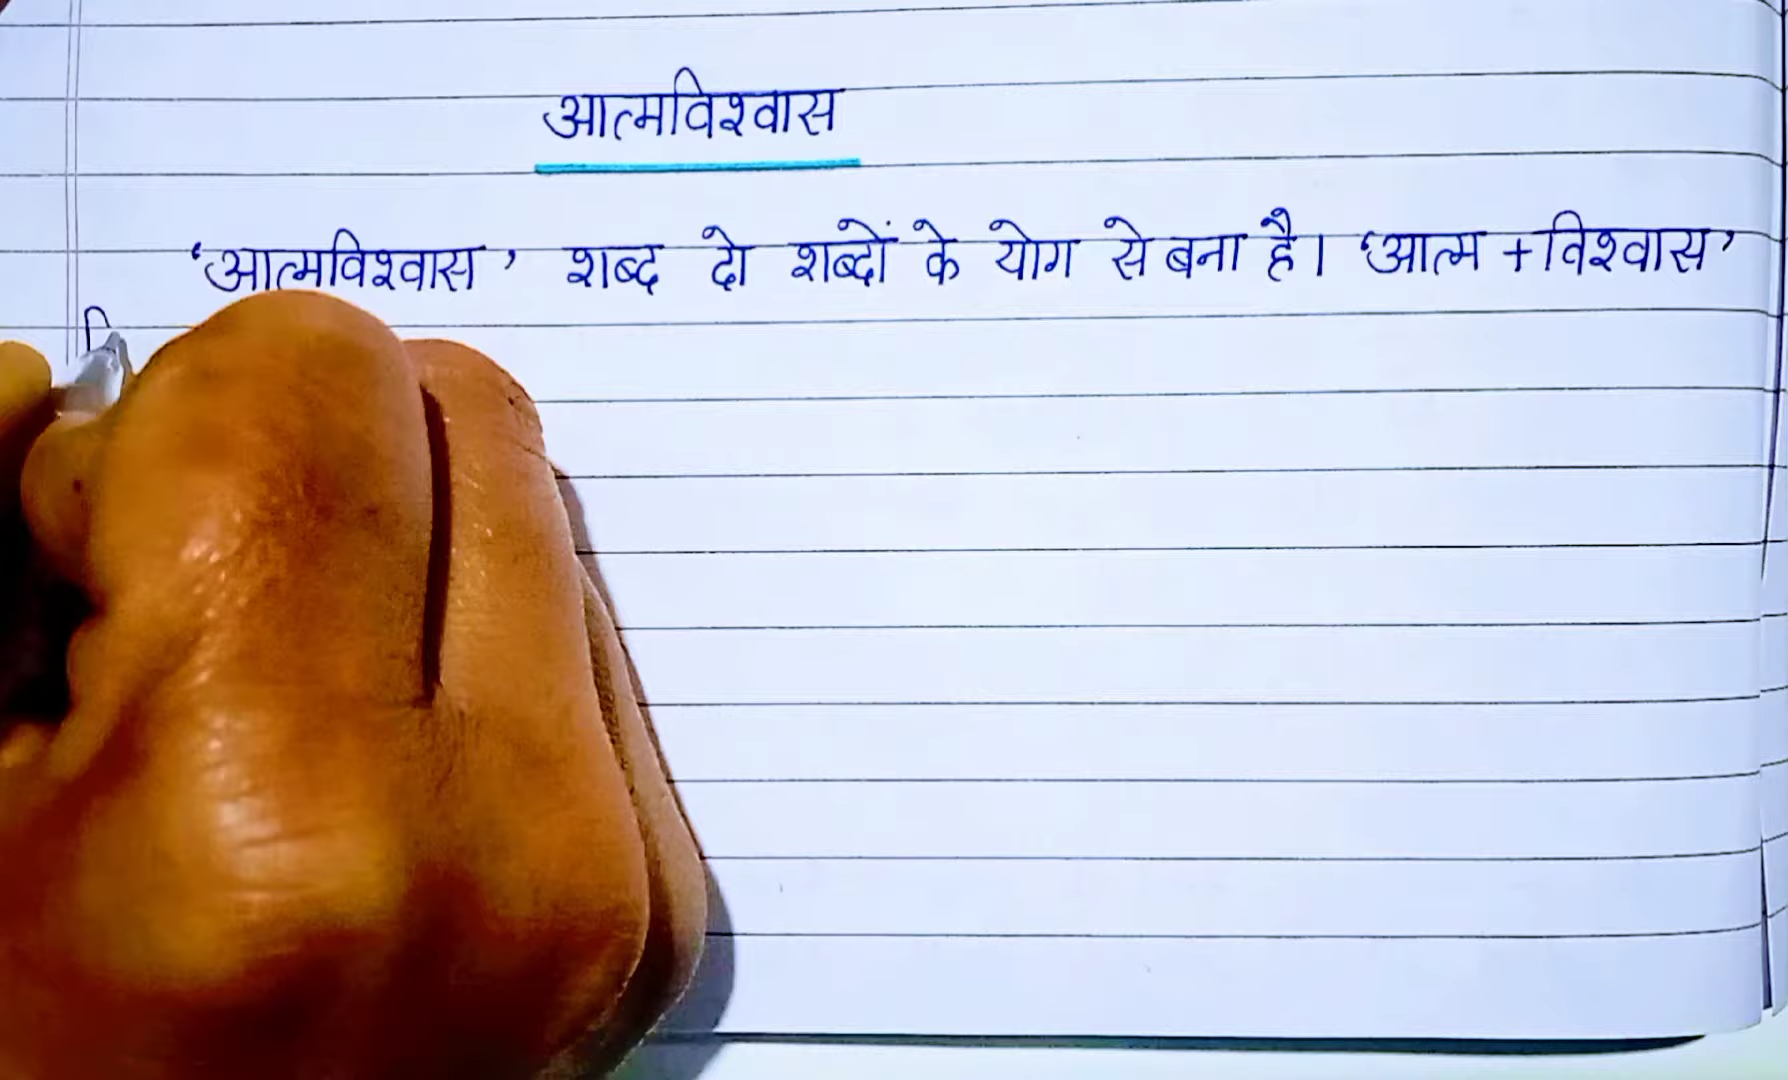 आत्मविश्वास
‘आत्मविश्वास’ शब्द दो शब्दों के योग से बना है। ‘आत्म + विश्वास’